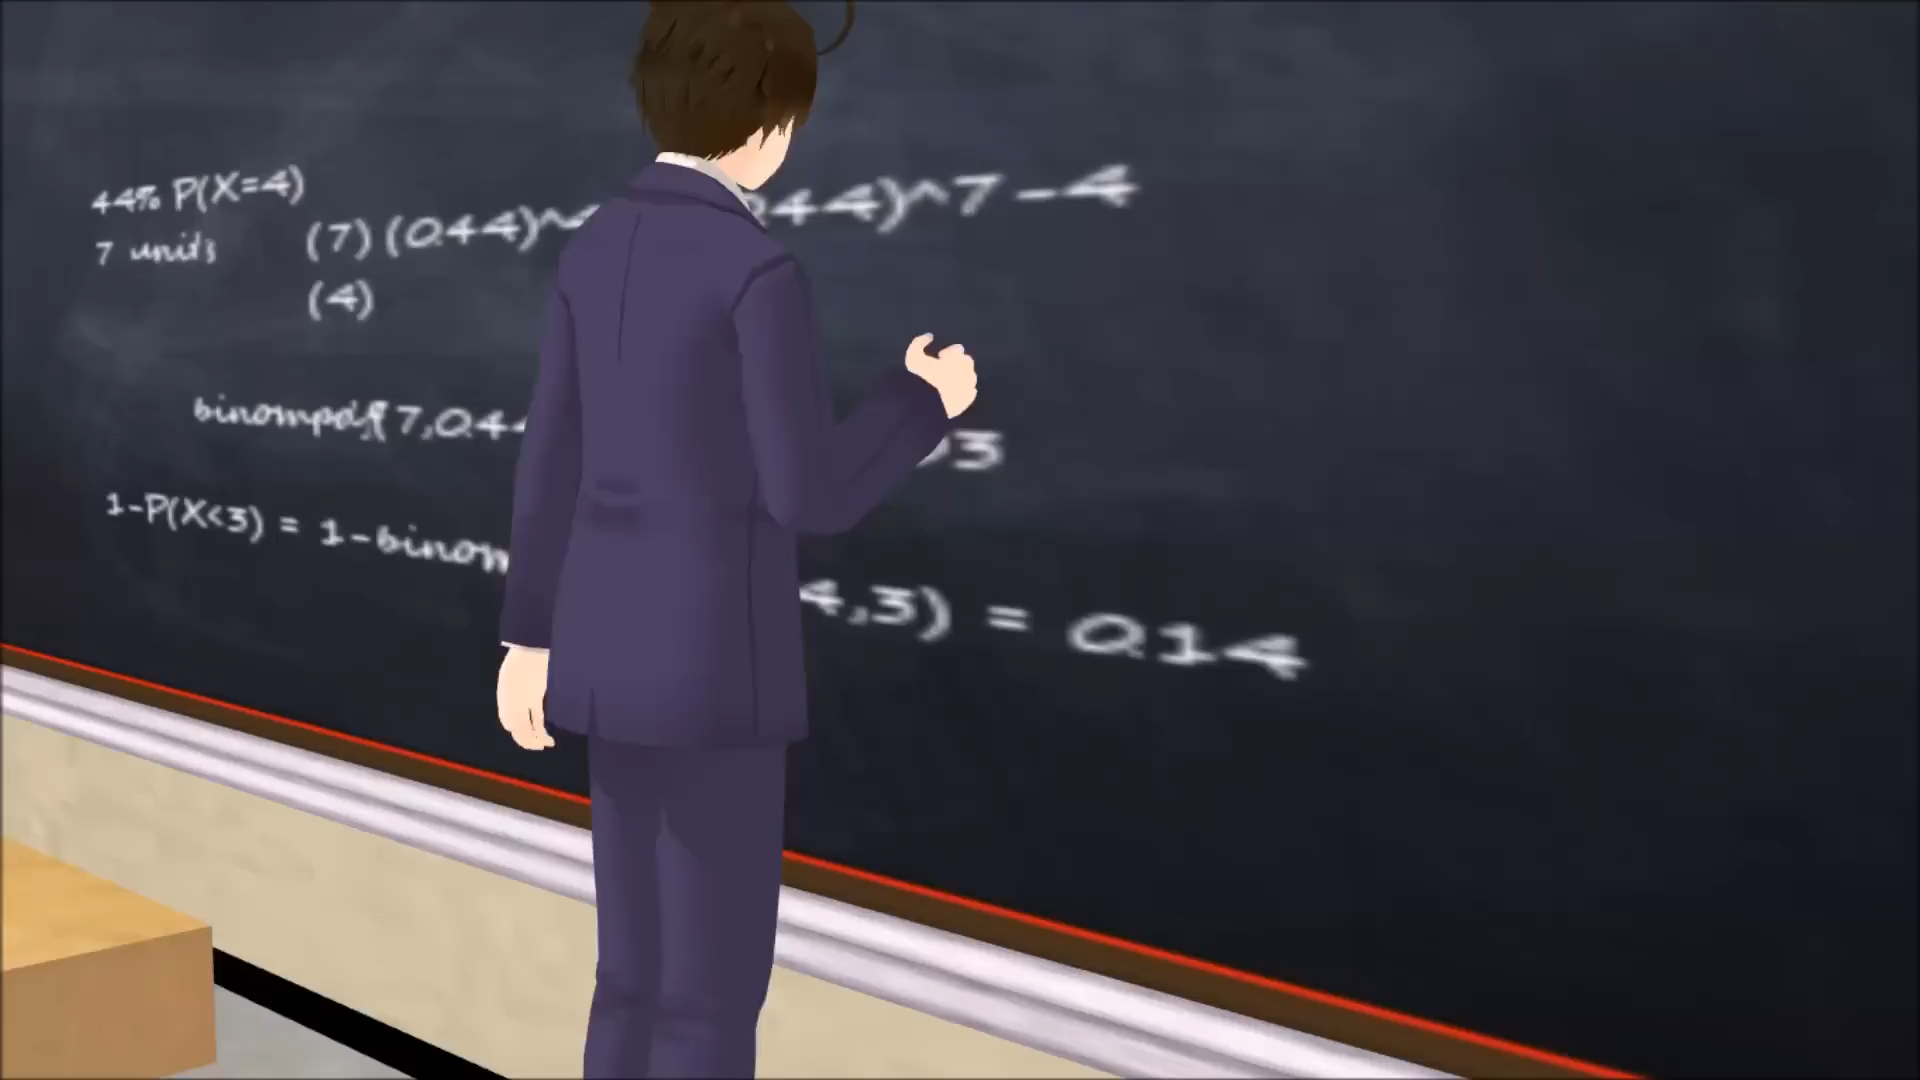 44% P(X=4)
7 units
(7) (0.44)^ 44)^7-4
(4)
binompdf(7,0.44 3
1-P(X<3) = 1-binom 4,3) = 0.14